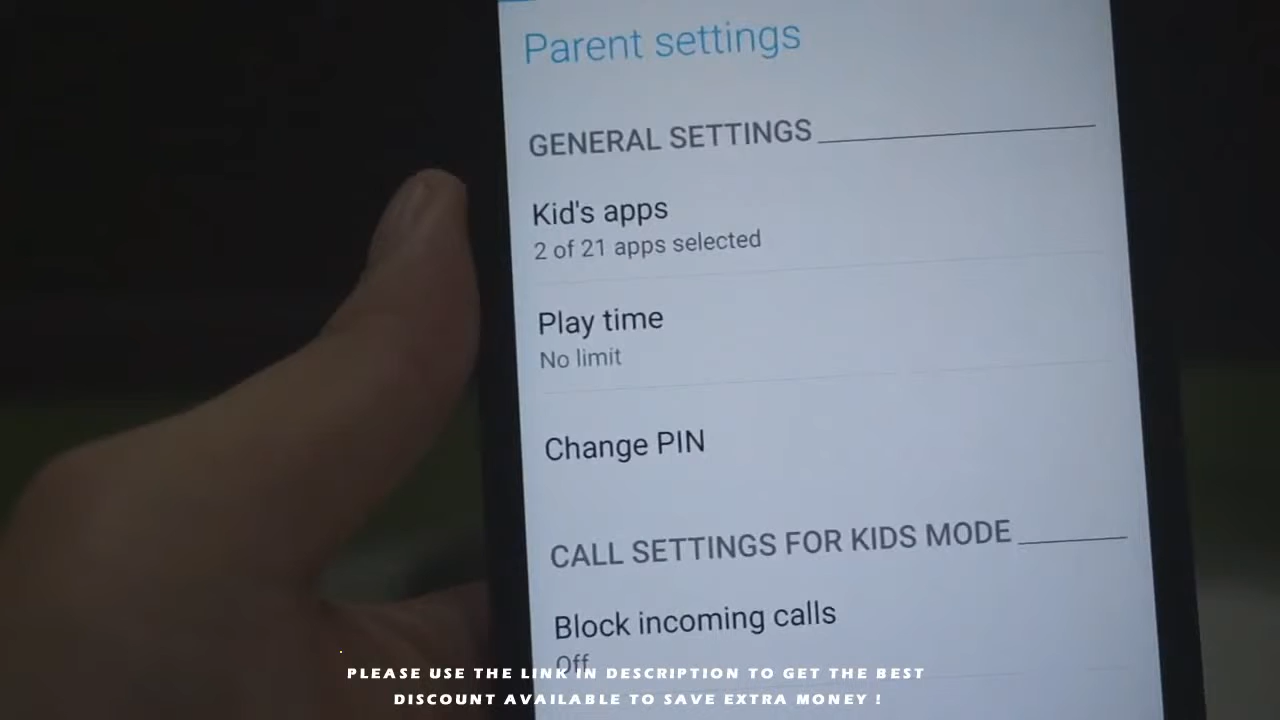 Parent settings
GENERAL SETTINGS
Kid's apps
2 of 21 apps selected
Play time
No limit
Change PIN
CALL SETTINGS FOR KIDS MODE
Block incoming calls
Off
PLEASE USE THE LINK IN DESCRIPTION TO GET THE BEST
DISCOUNT AVAILABLE TO SAVE EXTRA MONEY !